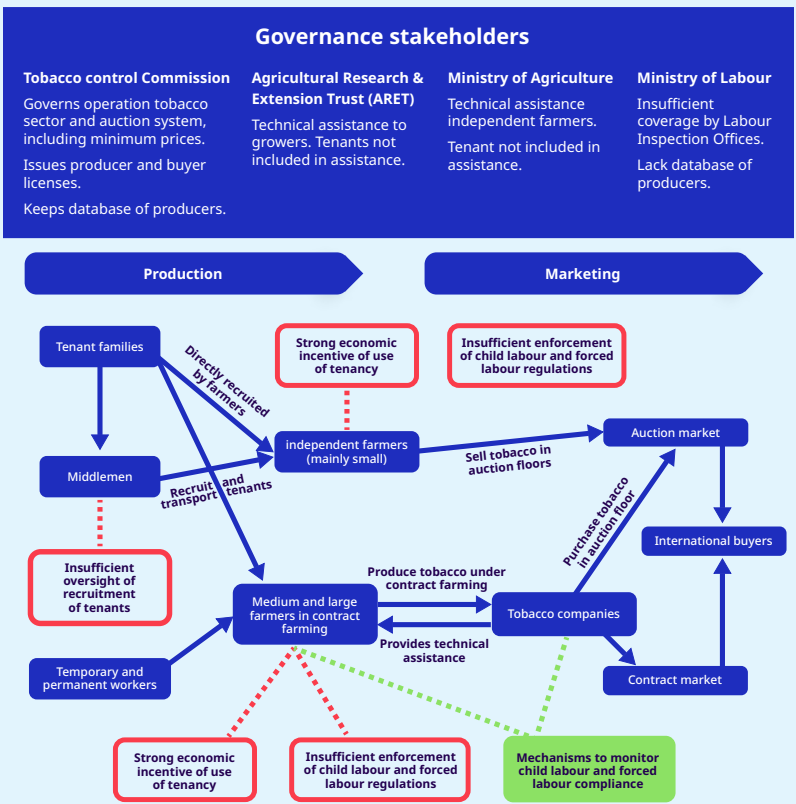 Governance stakeholders
Tobacco control Commission
Governs operation tobacco
sector and auction system,
including minimum prices.
Issues producer and buyer
licenses.
Keeps database of producers.
Agricultural Research &
Extension Trust (ARET)
Technical assistance to
growers. Tenants not
included in assistance.
Ministry of Agriculture
Technical assistance
independent farmers.
Tenant not included in
assistance.
Ministry of Labour
Insufficient
coverage by Labour
Inspection Offices.
Lack database of
producers.
Production
Marketing
Tenant families
Directly recruited
by farmers
Strong economic
incentive of use
of tenancy
Insufficient enforcement
of child labour and forced
labour regulations
independent farmers
(mainly small)
Sell tobacco in
auction floors
Auction market
Middlemen
Recruit and
transport tenants
Purchase tobacco
in auction floor
International buyers
Insufficient
oversight of
recruitment
of tenants
Medium and large
farmers in contract
farming
Produce tobacco under
contract farming
Tobacco companies
Provides technical
assistance
Temporary and
permanent workers
Contract market
Strong economic
incentive of use
of tenancy
Insufficient enforcement
of child labour and forced
labour regulations
Mechanisms to monitor
child labour and forced
labour compliance